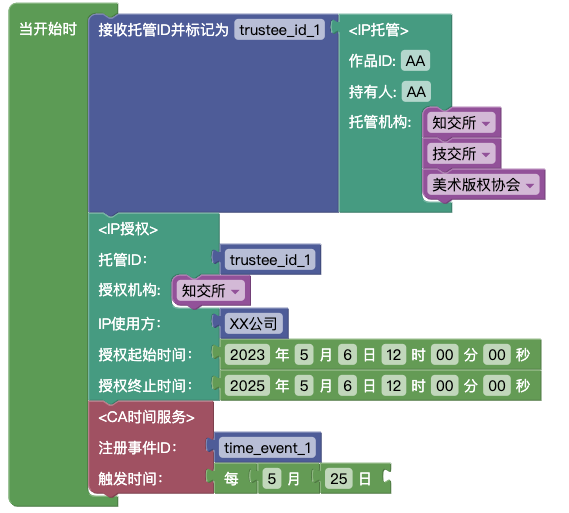 当开始时 接收托管ID并标记为 trustee_id_1 <IP托管>
作品ID: AA
持有人: AA
托管机构: 知交所
技交所
美术版权协会
<IP授权>
托管ID: trustee_id_1
授权机构: 知交所
IP使用方: XX公司
授权起始时间: 2023 年 5 月 6 日 12 时 00 分 00 秒
授权终止时间: 2025 年 5 月 6 日 12 时 00 分 00 秒
<CA时间服务>
注册事件ID: time_event_1
触发时间: 每 5 月 25 日